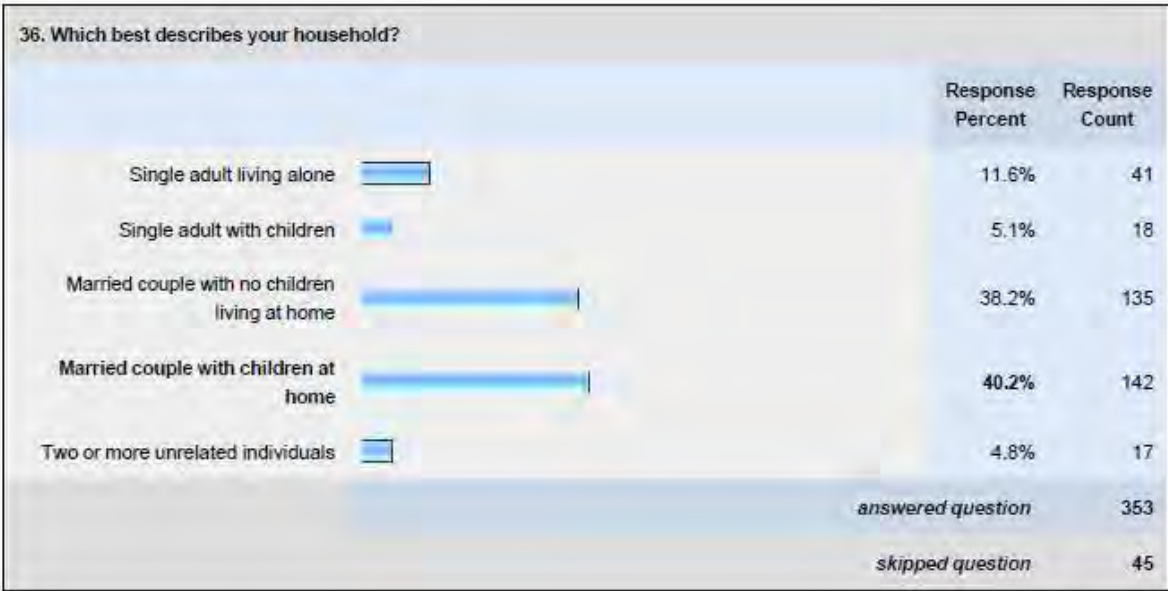 36. Which best describes your household?
Response Response
Percent Count
Single adult living alone 11.6% 41
Single adult with children 5.1% 18
Married couple with no children
living at home 38.2% 135
Married couple with children at
home 40.2% 142
Two or more unrelated individuals 4.8% 17
answered question 353
skipped question 45